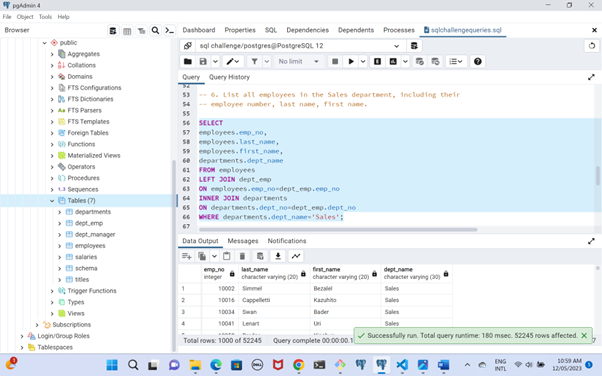 pgAdmin 4
File Object Tools Help
Browser
Dashboard Properties SQL Statistics Dependencies Dependents Processes sqlchallengequeries.sql
public
Aggregates
Collations
Domains
FTS Configurations
FTS Dictionaries
FTS Parsers
FTS Templates
Foreign Tables
Functions
Materialized Views
Operators
Procedures
Sequences
Tables (7)
departments
dept_emp
dept_manager
employees
salaries
schema
titles
Trigger Functions
Types
Views
Subscriptions
Login/Group Roles
Tablespaces
sql challenge/postgres@PostgreSQL 12
No limit
Query Query History
52
53 -- 6. List all employees in the Sales department, including their
54 -- employee number, last name, first name.
55
56 SELECT
57 employees.emp_no,
58 employees.last_name,
59 employees.first_name,
60 departments.dept_name
61 FROM employees
62 LEFT JOIN dept_emp
63 ON employees.emp_no=dept_emp.emp_no
64 INNER JOIN departments
65 ON departments.dept_no=dept_emp.dept_no
66 WHERE departments.dept_name='Sales';
67
Data Output Messages Notifications
emp_no last_name first_name dept_name
integer character varying (20) character varying (20) character varying (30)
1 10002 Simmel Bezalel Sales
2 10016 Cappelletti Kazuhito Sales
3 10034 Swan Bader Sales
4 10041 Lenart Uri Sales
Total rows: 1000 of 52245 Query complete 00:00:00.1
Successfully run. Total query runtime: 180 msec. 52245 rows affected.
ENG
INTL
10:59 AM
12/05/2023